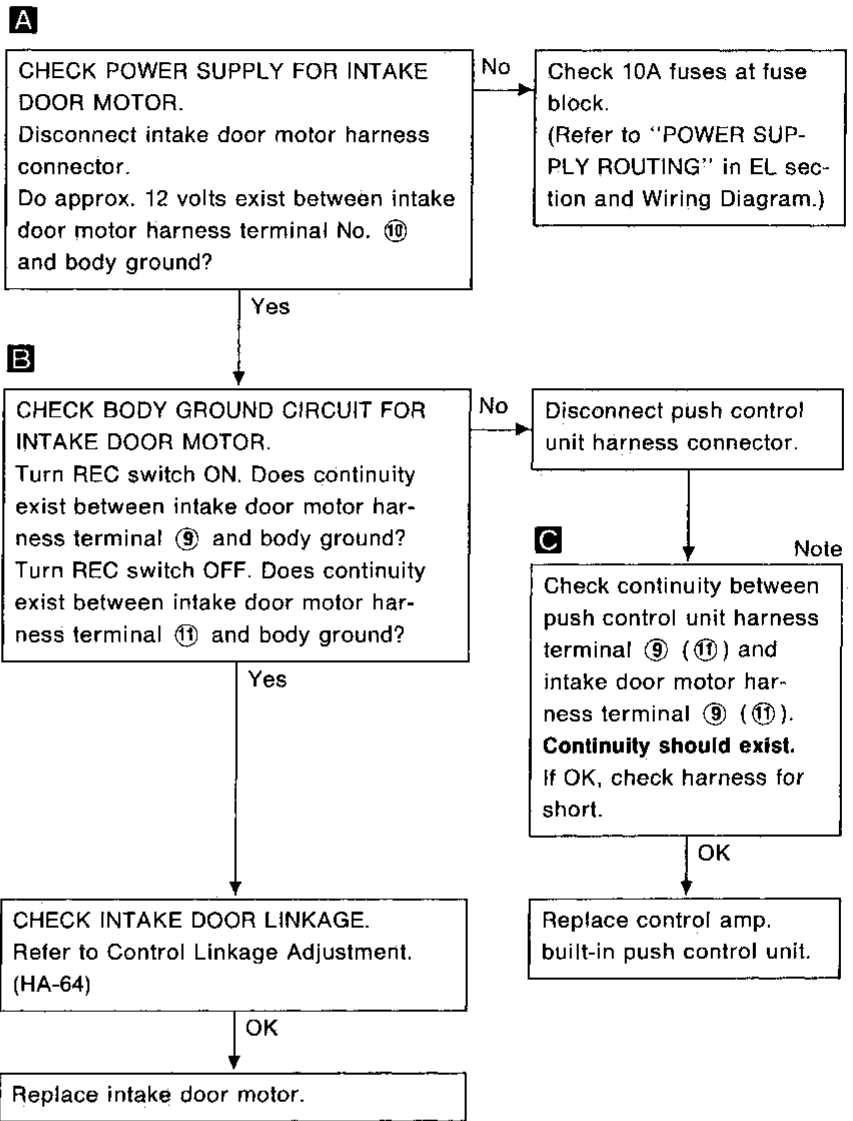 A
CHECK POWER SUPPLY FOR INTAKE
DOOR MOTOR.
Disconnect intake door motor harness
connector.
Do approx. 12 volts exist between intake
door motor harness terminal No. ⑩
and body ground?
No
Check 10A fuses at fuse
block.
(Refer to “POWER SUP-
PLY ROUTING” in EL sec-
tion and Wiring Diagram.)
Yes
B
CHECK BODY GROUND CIRCUIT FOR
INTAKE DOOR MOTOR.
Turn REC switch ON. Does continuity
exist between intake door motor har-
ness terminal ⑨ and body ground?
Turn REC switch OFF. Does continuity
exist between intake door motor har-
ness terminal ⑪ and body ground?
No
Disconnect push control
unit harness connector.
C
Note
Check continuity between
push control unit harness
terminal ⑨ (⑪) and
intake door motor har-
ness terminal ⑨ (⑪).
Continuity should exist.
If OK, check harness for
short.
OK
Replace control amp.
built-in push control unit.
Yes
CHECK INTAKE DOOR LINKAGE.
Refer to Control Linkage Adjustment.
(HA-64)
OK
Replace intake door motor.